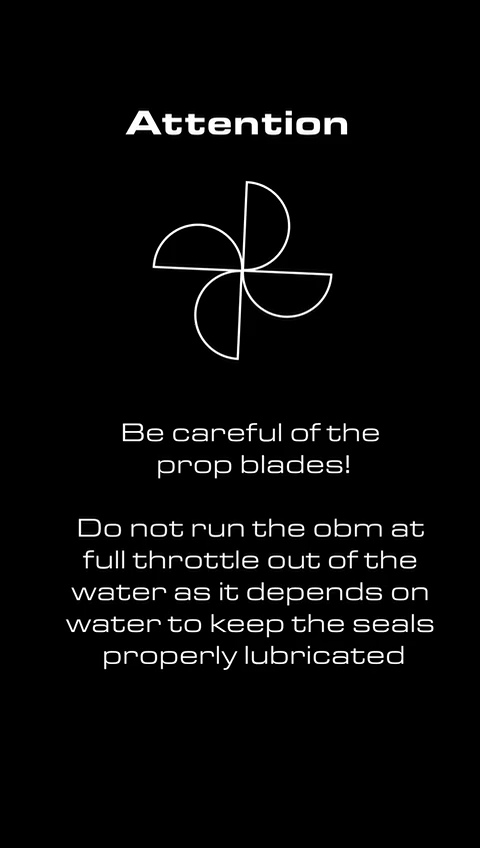 Attention
Be careful of the
prop blades!
Do not run the obm at
full throttle out of the
water as it depends on
water to keep the seals
properly lubricated